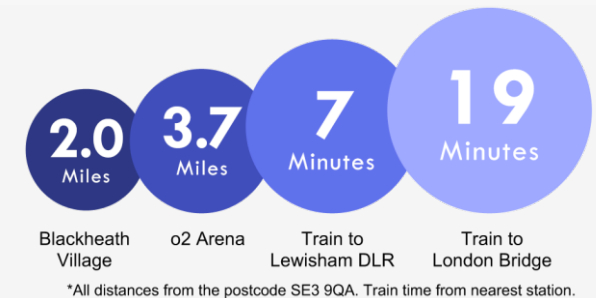 2.0
Miles
3.7
Miles
7
Minutes
19
Minutes
Blackheath
Village
o2 Arena
Train to
Lewisham DLR
Train to
London Bridge
*All distances from the postcode SE3 9QA. Train time from nearest station.